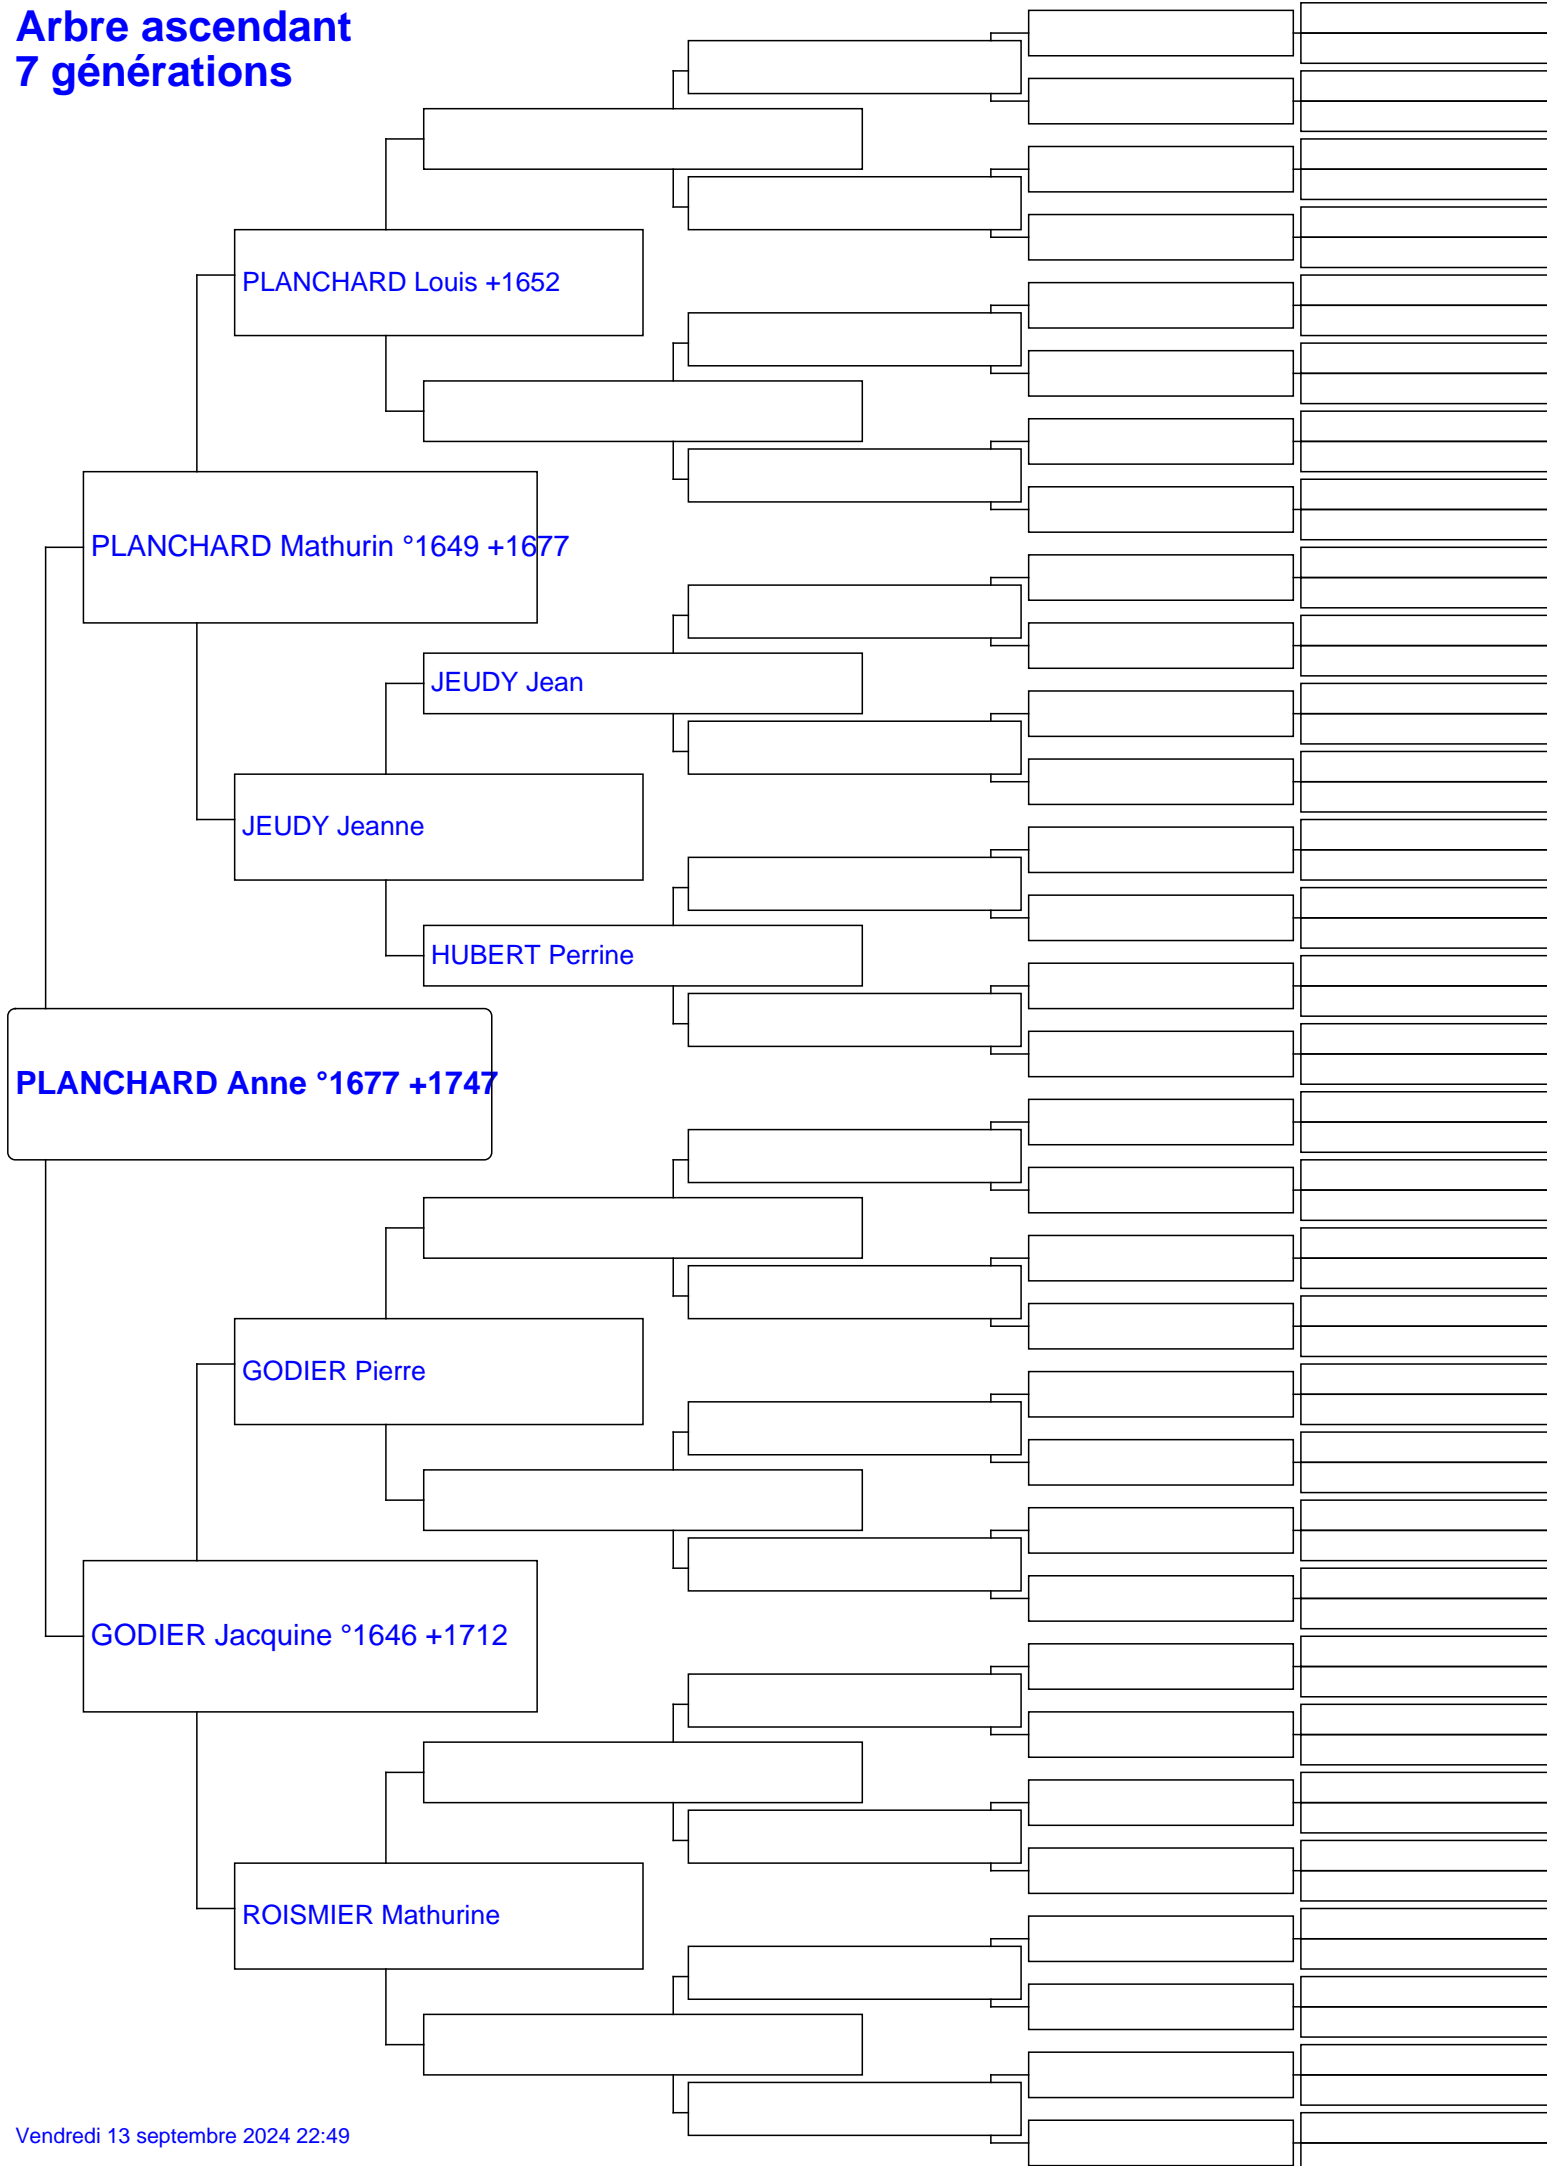 Arbre ascendant
7 générations
PLANCHARD Louis +1652
PLANCHARD Mathurin °1649 +1677
JEUDY Jean
JEUDY Jeanne
HUBERT Perrine
PLANCHARD Anne °1677 +1747
GODIER Pierre
GODIER Jacquine °1646 +1712
ROISMIER Mathurine
Vendredi 13 septembre 2024 22:49